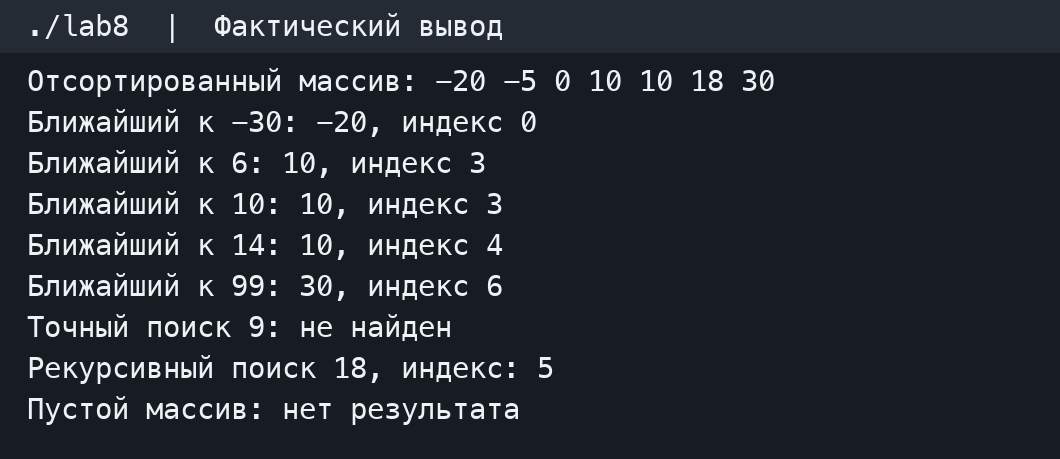 ./lab8  |  Фактический вывод
Отсортированный массив: −20 −5 0 10 10 18 30
Ближайший к −30: −20, индекс 0
Ближайший к 6: 10, индекс 3
Ближайший к 10: 10, индекс 3
Ближайший к 14: 10, индекс 4
Ближайший к 99: 30, индекс 6
Точный поиск 9: не найден
Рекурсивный поиск 18, индекс: 5
Пустой массив: нет результата